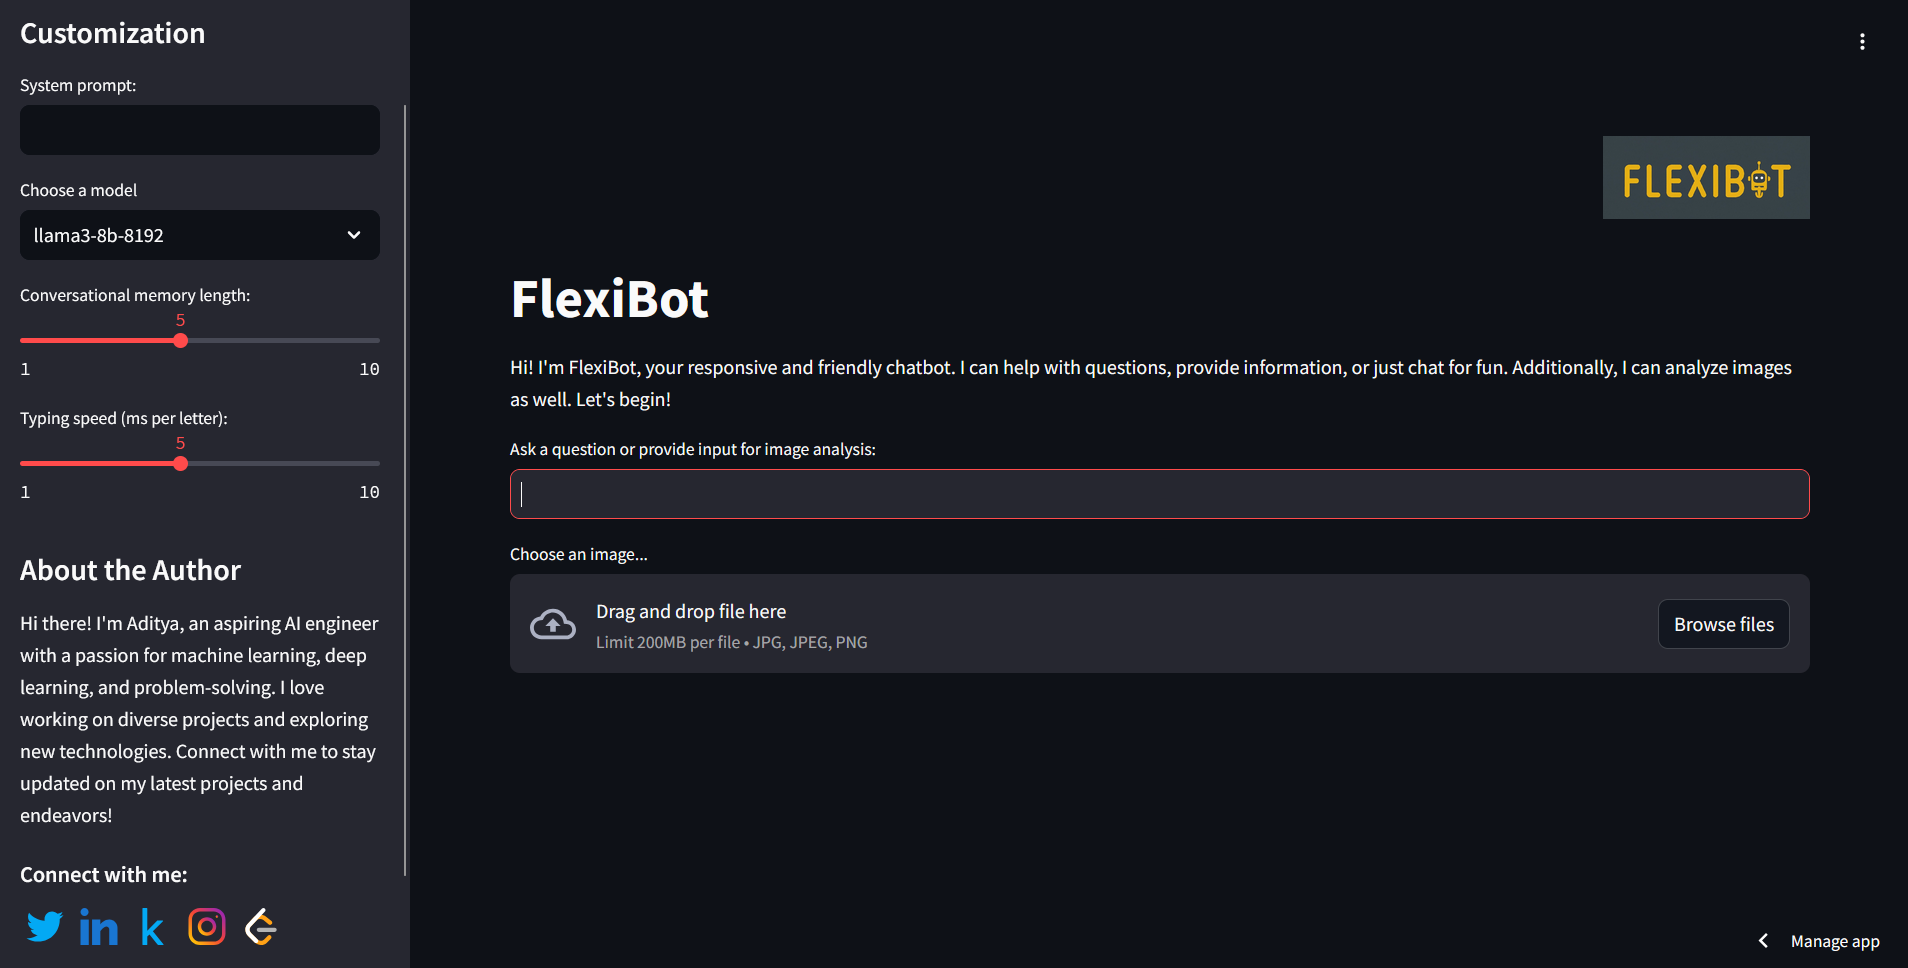 Customization
System prompt:
Choose a model
llama3-8b-8192
Conversational memory length:
5
1 10
Typing speed (ms per letter):
5
1 10
About the Author
Hi there! I'm Aditya, an aspiring AI engineer
with a passion for machine learning, deep
learning, and problem-solving. I love
working on diverse projects and exploring
new technologies. Connect with me to stay
updated on my latest projects and
endeavors!
Connect with me:
in k
FLEXIBOT
FlexiBot
Hi! I'm FlexiBot, your responsive and friendly chatbot. I can help with questions, provide information, or just chat for fun. Additionally, I can analyze images
as well. Let's begin!
Ask a question or provide input for image analysis:
Choose an image...
Drag and drop file here
Limit 200MB per file • JPG, JPEG, PNG
Browse files
Manage app